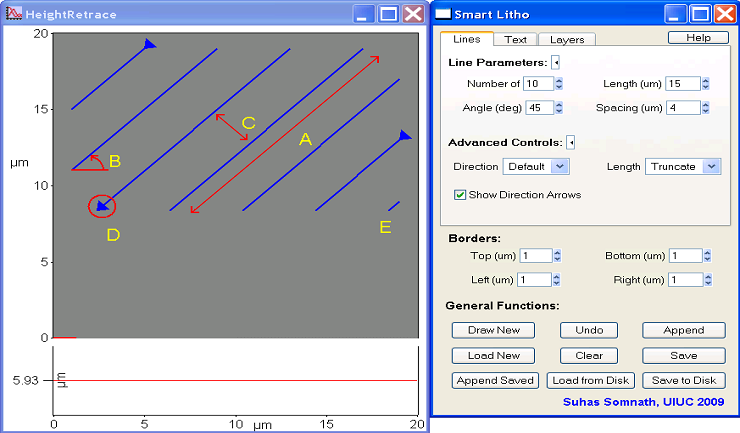 HeightRetrace
20
15
10
5
0
µm
A
B
C
D
E
5.93
µm
0
5
10
15
20
µm
Smart Litho
Lines Text Layers Help
Line Parameters:
Number of 10 Length (um) 15
Angle (deg) 45 Spacing (um) 4
Advanced Controls:
Direction Default Length Truncate
Show Direction Arrows
Borders:
Top (um) 1 Bottom (um) 1
Left (um) 1 Right (um) 1
General Functions:
Draw New Undo Append
Load New Clear Save
Append Saved Load from Disk Save to Disk
Suhas Somnath, UIUC 2009